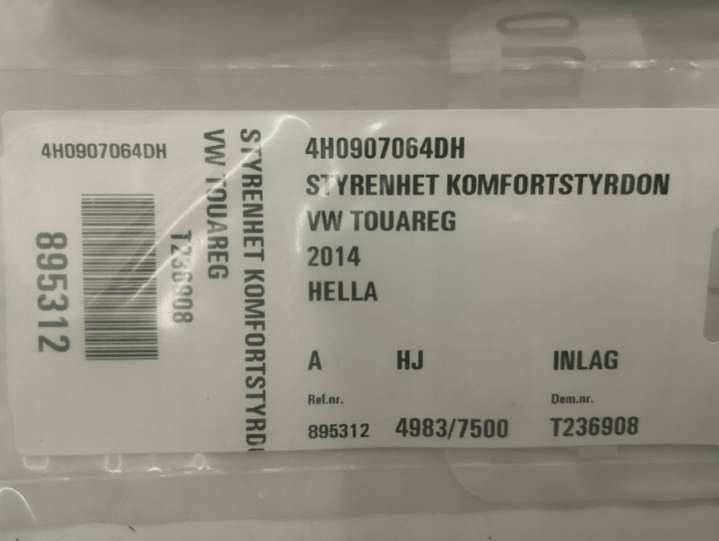 4H0907064DH
895312
T236908
VW TOUAREG
STYRENHET KOMFORTSTYRD
4H0907064DH
STYRENHET KOMFORTSTYRDON
VW TOUAREG
2014
HELLA
A HJ INLAG
Ref.nr. Dem.nr.
895312 4983/7500 T236908